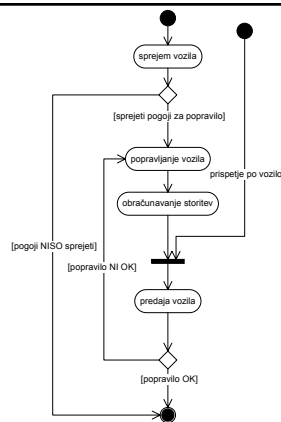 sprejem vozila
[sprejeti pogoji za popravilo]
popravljanje vozila
prispetje po vozilo
obračunavanje storitev
[pogoji NISO sprejeti]
[popravilo NI OK]
predaja vozila
[popravilo OK]